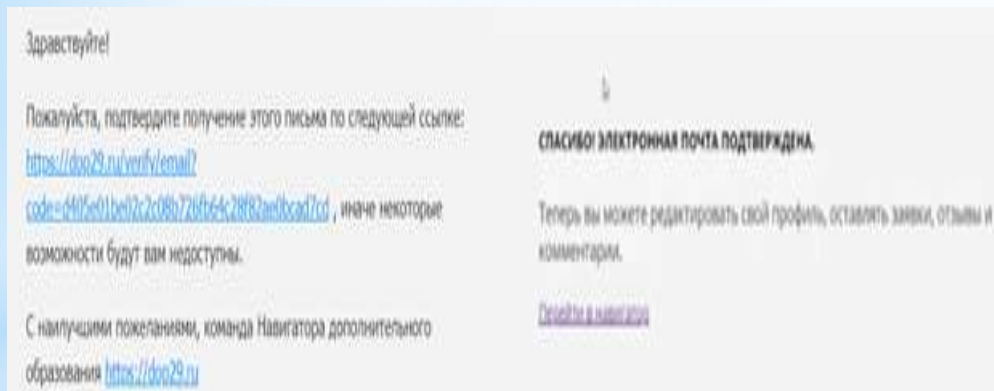 Здравствуйте!
Пожалуйста, подтвердите получение этого письма по следующей ссылке:
https://dop29.ru/verify/email?
, иначе некоторые
возможности будут вам недоступны.
С наилучшими пожеланиями, команда Навигатора дополнительного
образования https://dop29.ru
СПАСИБО! ЭЛЕКТРОННАЯ ПОЧТА ПОДТВЕРЖДЕНА.
Теперь вы можете редактировать свой профиль, оставлять заявки, отзывы и
комментарии.
Перейти в навигатор